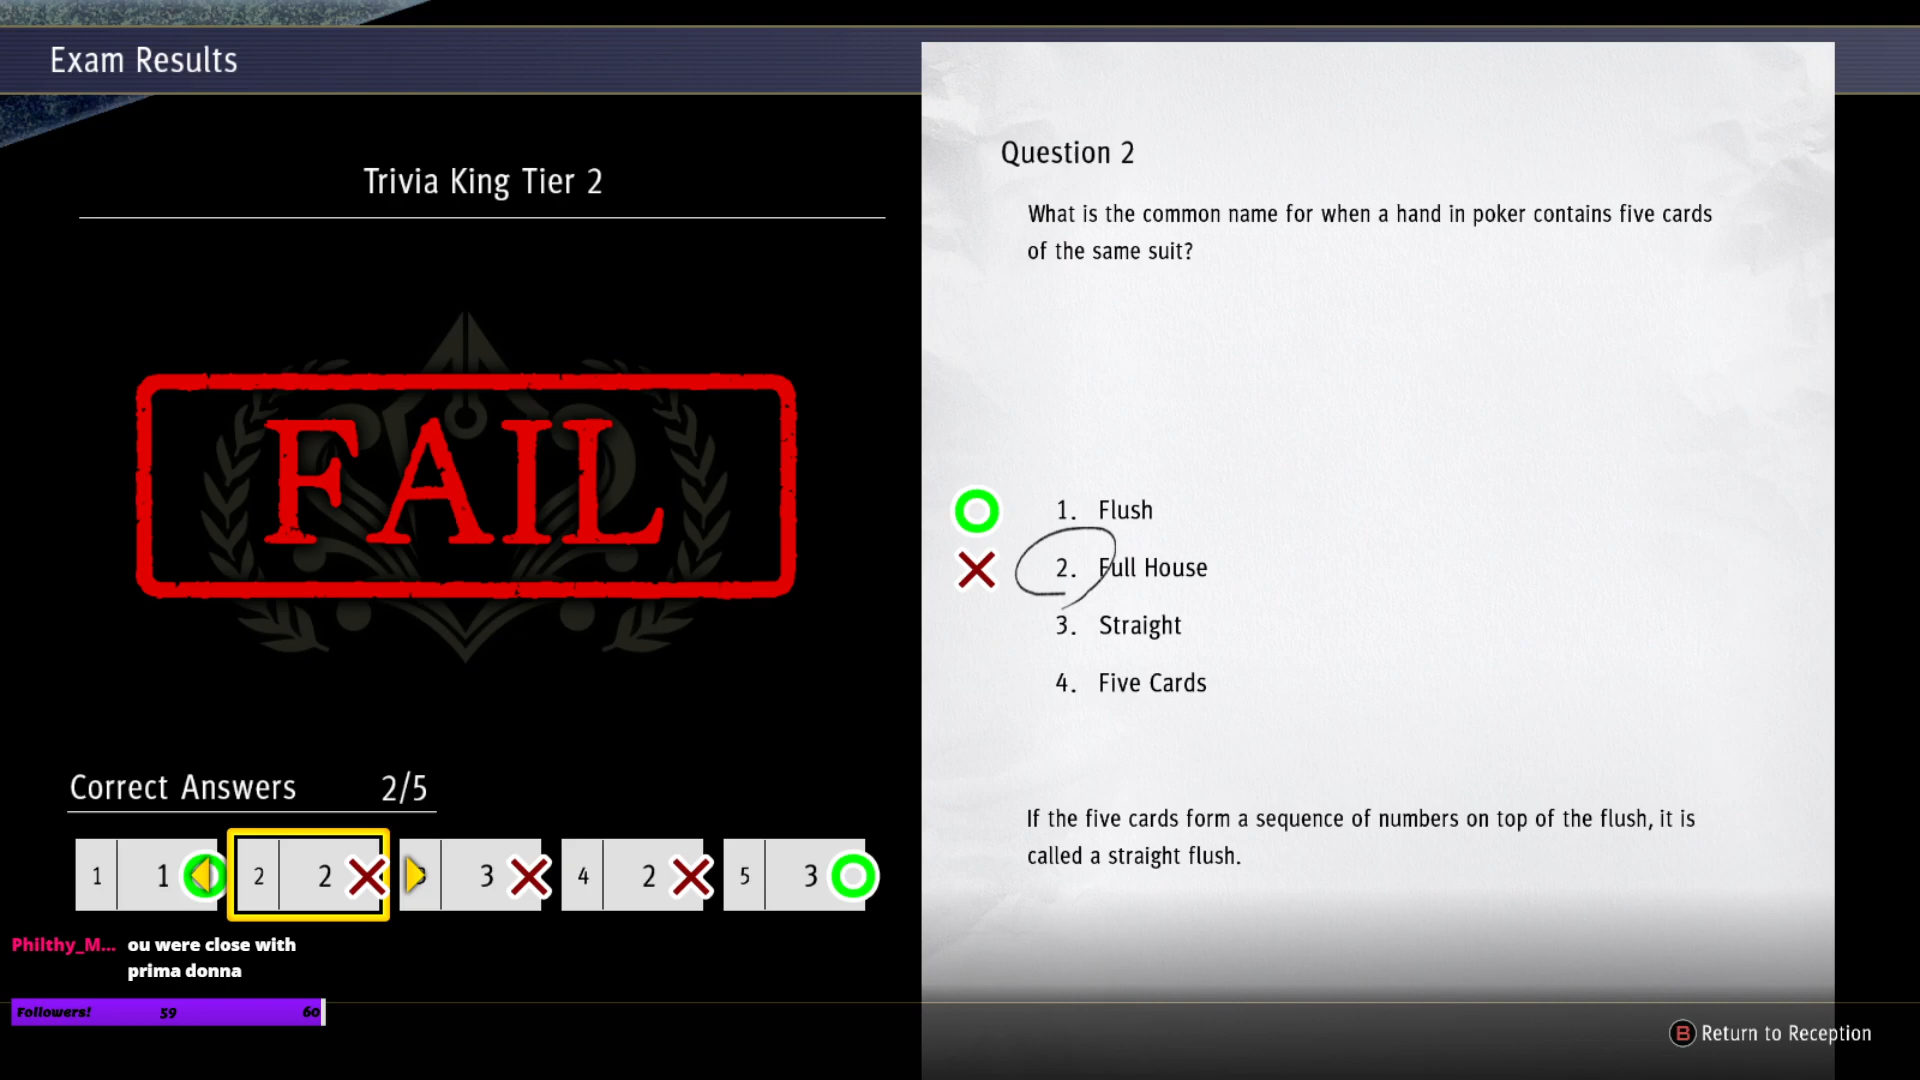 Exam Results
Trivia King Tier 2
FAIL
Correct Answers 2/5
1 1 2 2 3 4 2 5 3
Philthy_M... ou were close with
prima donna
Followers! 59 60
Question 2
What is the common name for when a hand in poker contains five cards
of the same suit?
1. Flush
2. Full House
3. Straight
4. Five Cards
If the five cards form a sequence of numbers on top of the flush, it is
called a straight flush.
B Return to Reception